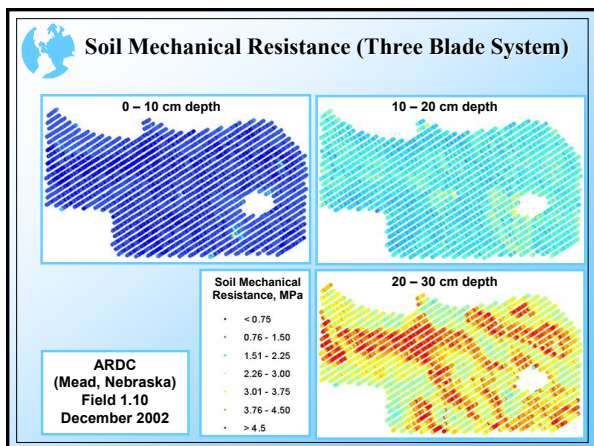 Soil Mechanical Resistance (Three Blade System)
0 – 10 cm depth
10 – 20 cm depth
Soil Mechanical
Resistance, MPa
< 0.75
0.76 - 1.50
1.51 - 2.25
2.26 - 3.00
3.01 - 3.75
3.76 - 4.50
> 4.5
20 – 30 cm depth
ARDC
(Mead, Nebraska)
Field 1.10
December 2002